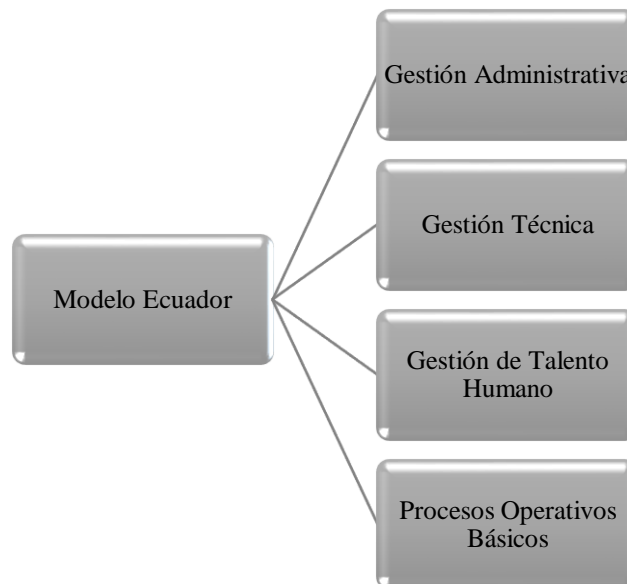 Gestión Administrativa
Gestión Técnica
Modelo Ecuador
Gestión de Talento
Humano
Procesos Operativos
Básicos